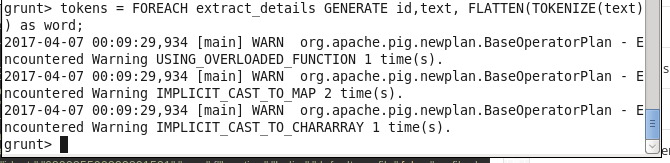 grunt> tokens = FOREACH extract_details GENERATE id,text, FLATTEN(TOKENIZE(text)
) as word;
2017-04-07 00:09:29,934 [main] WARN  org.apache.pig.newplan.BaseOperatorPlan - E
ncountered Warning USING_OVERLOADED_FUNCTION 1 time(s).
2017-04-07 00:09:29,934 [main] WARN  org.apache.pig.newplan.BaseOperatorPlan - E
ncountered Warning IMPLICIT_CAST_TO_MAP 2 time(s).
2017-04-07 00:09:29,934 [main] WARN  org.apache.pig.newplan.BaseOperatorPlan - E
ncountered Warning IMPLICIT_CAST_TO_CHARARRAY 1 time(s).
grunt>